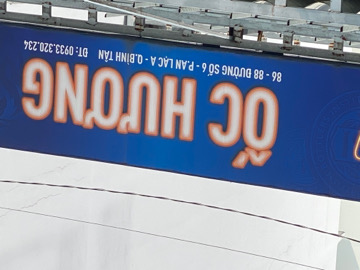 ỐC HƯƠNG
86 - 88 ĐƯỜNG SỐ 6 - P.AN LẠC A - Q.BÌNH TÂN ĐT: 0933.320.234